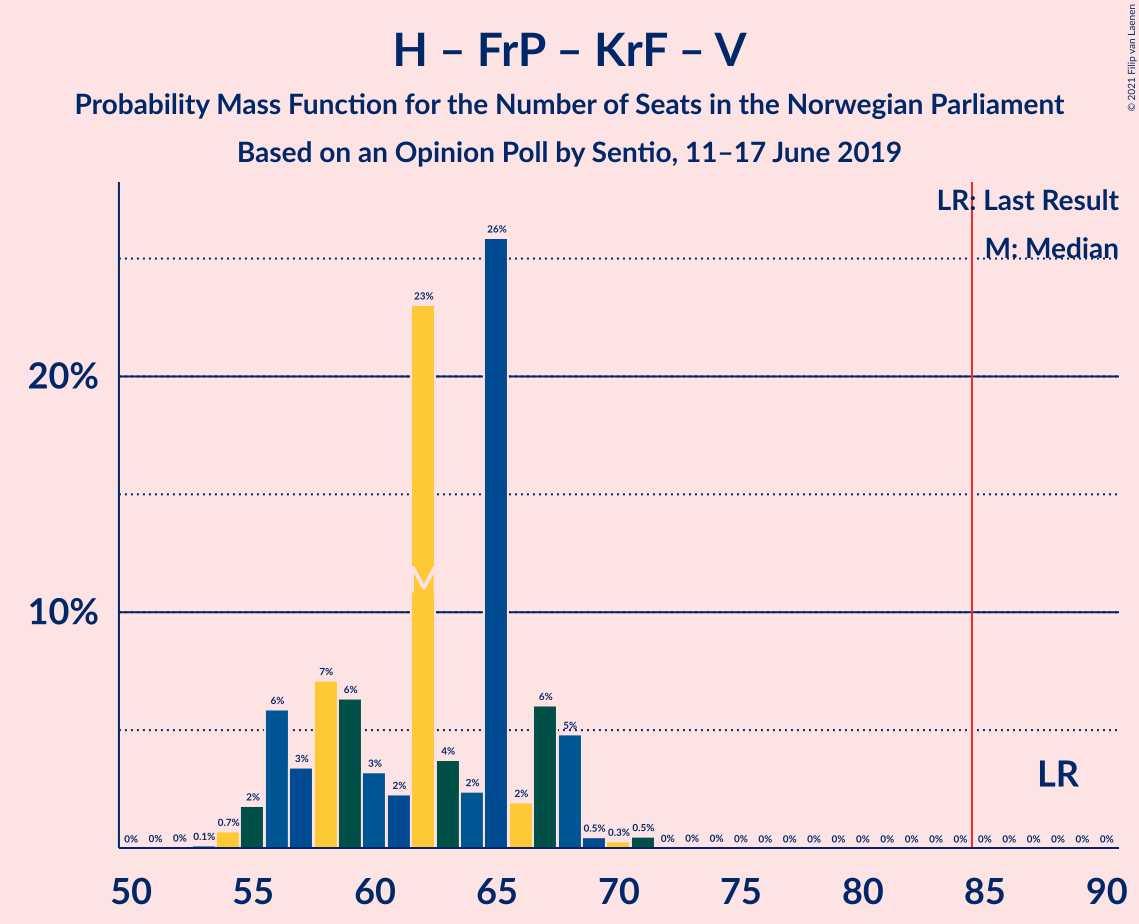 H – FrP – KrF – V
Probability Mass Function for the Number of Seats in the Norwegian Parliament
Based on an Opinion Poll by Sentio, 11–17 June 2019
© 2021 Filip van Laenen
LR: Last Result
M: Median
26%
23%
20%
M
10%
7%
6%
6%
6%
5%
4%
3%
3%
2%
2%
2%
2%
0.7%
0.5%
0.3%
0.5%
0.1%
LR
0% 0% 0% 0% 0% 0% 0% 0% 0% 0% 0% 0% 0% 0% 0% 0% 0% 0% 0% 0% 0% 0%
50 55 60 65 70 75 80 85 90